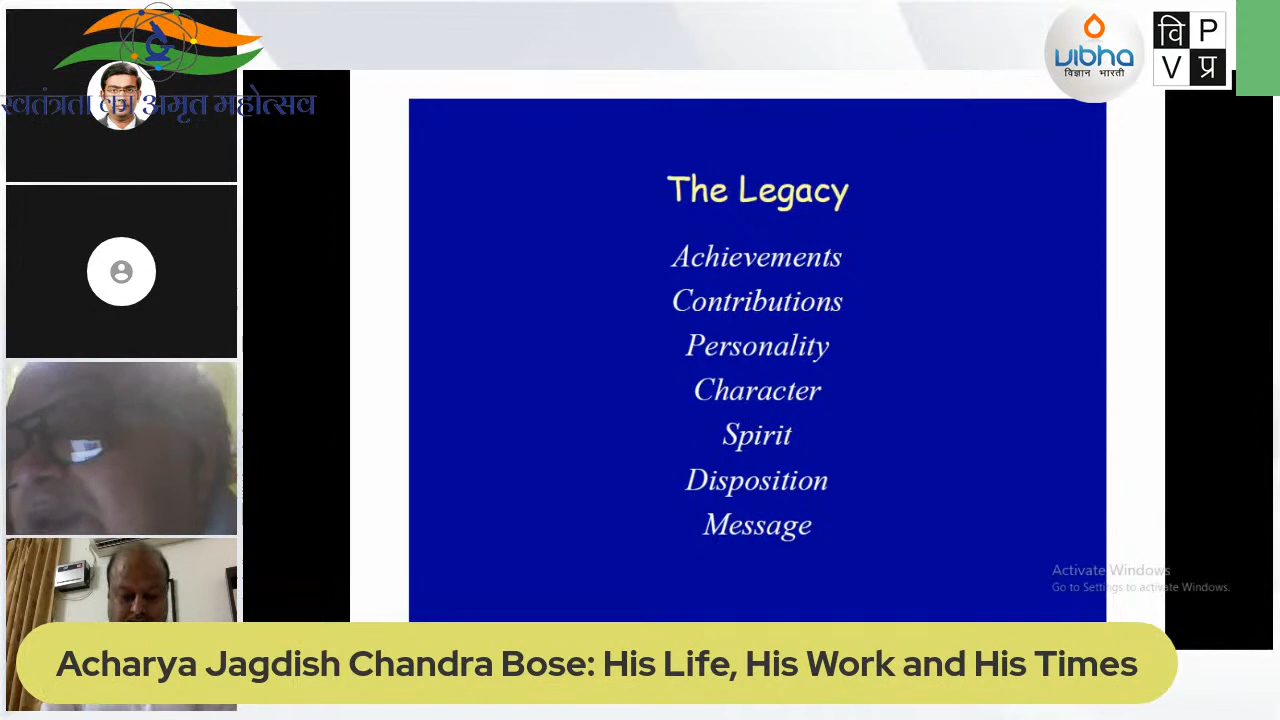 स्वतंत्रता का अमृत महोत्सव
vibha
विज्ञान भारती
वि P
V प्र
The Legacy
Achievements
Contributions
Personality
Character
Spirit
Disposition
Message
Activate Windows
Go to Settings to activate Windows.
Acharya Jagdish Chandra Bose: His Life, His Work and His Times